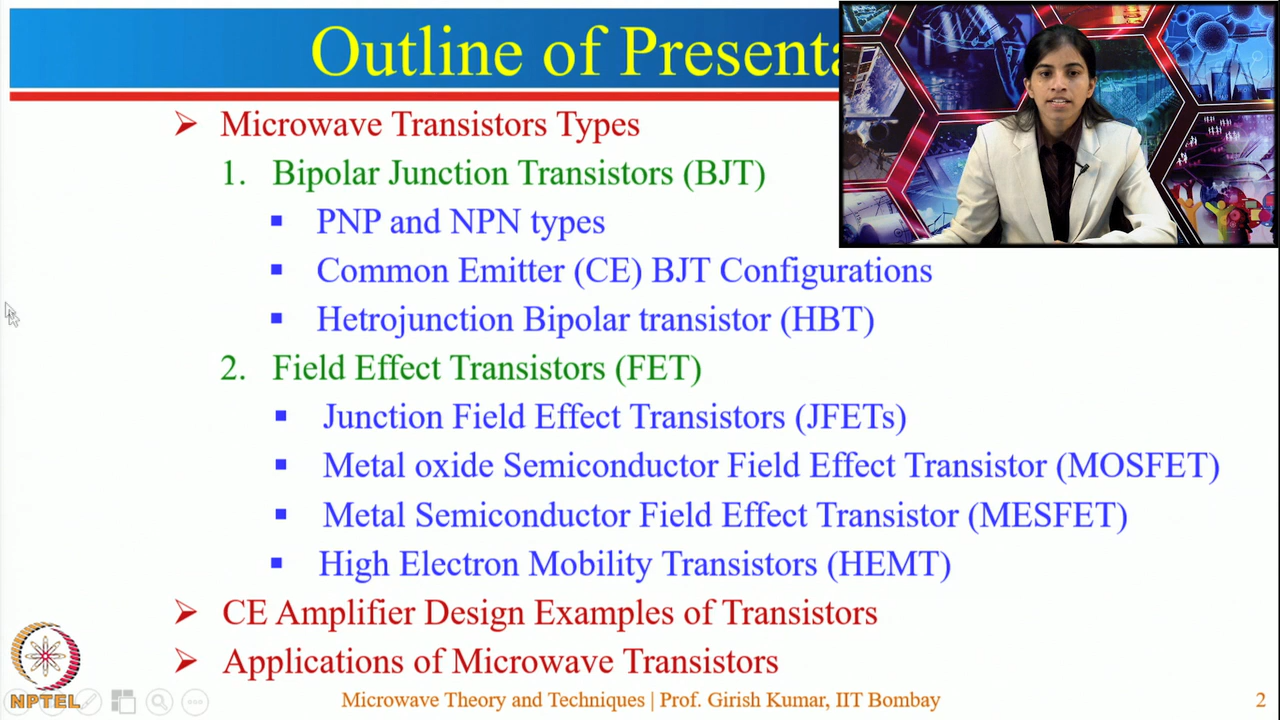 Outline of Presenta
➢ Microwave Transistors Types
1. Bipolar Junction Transistors (BJT)
▪ PNP and NPN types
▪ Common Emitter (CE) BJT Configurations
▪ Hetrojunction Bipolar transistor (HBT)
2. Field Effect Transistors (FET)
▪ Junction Field Effect Transistors (JFETs)
▪ Metal oxide Semiconductor Field Effect Transistor (MOSFET)
▪ Metal Semiconductor Field Effect Transistor (MESFET)
▪ High Electron Mobility Transistors (HEMT)
➢ CE Amplifier Design Examples of Transistors
➢ Applications of Microwave Transistors
NPTEL
Microwave Theory and Techniques | Prof. Girish Kumar, IIT Bombay
2